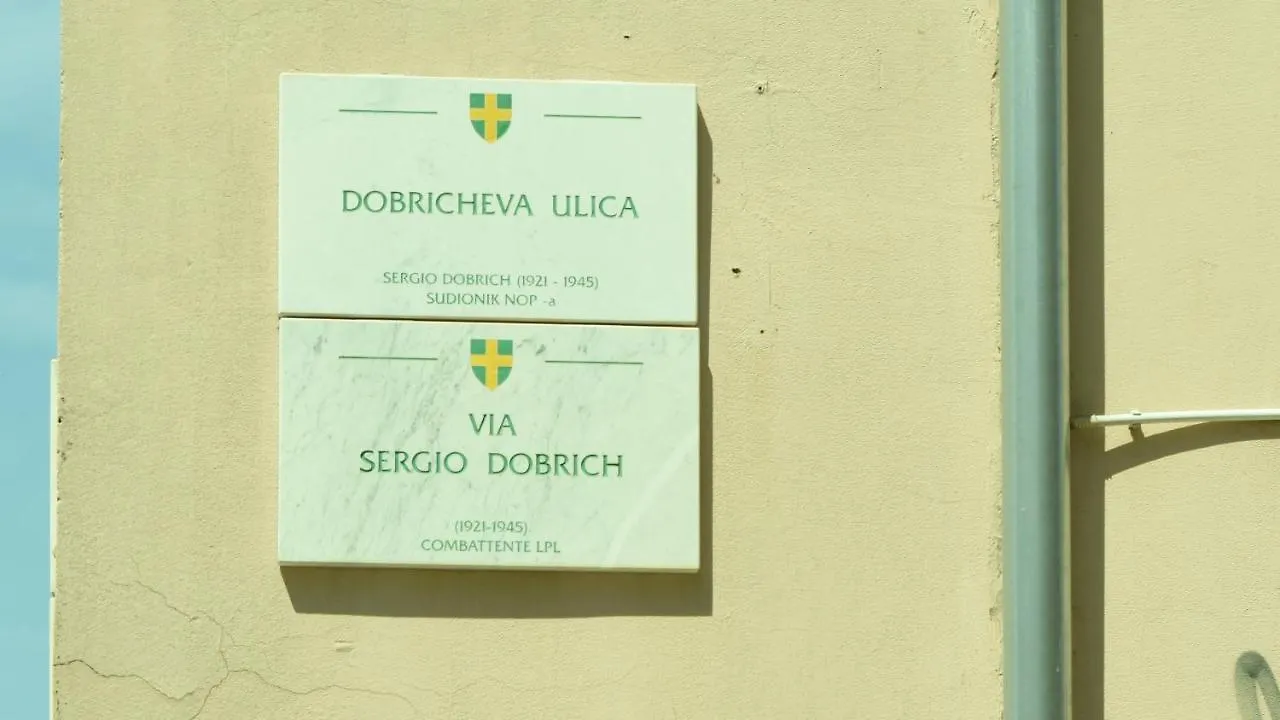 DOBRICHEVA ULICA
SERGIO DOBRICH (1921 - 1945)
SUDIONIK NOP -a
VIA
SERGIO DOBRICH
(1921-1945)
COMBATTENTE LPL